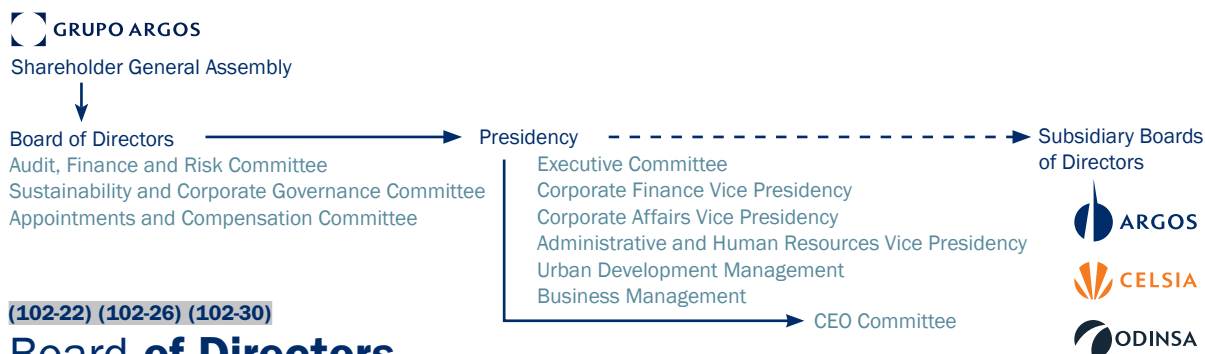 GRUPO ARGOS
Shareholder General Assembly
Board of Directors
Audit, Finance and Risk Committee
Sustainability and Corporate Governance Committee
Appointments and Compensation Committee
Presidency
Executive Committee
Corporate Finance Vice Presidency
Corporate Affairs Vice Presidency
Administrative and Human Resources Vice Presidency
Urban Development Management
Business Management
CEO Committee
Subsidiary Boards
of Directors
ARGOS
CELSIA
ODINSA
(102-22) (102-26) (102-30)
Board of Directors